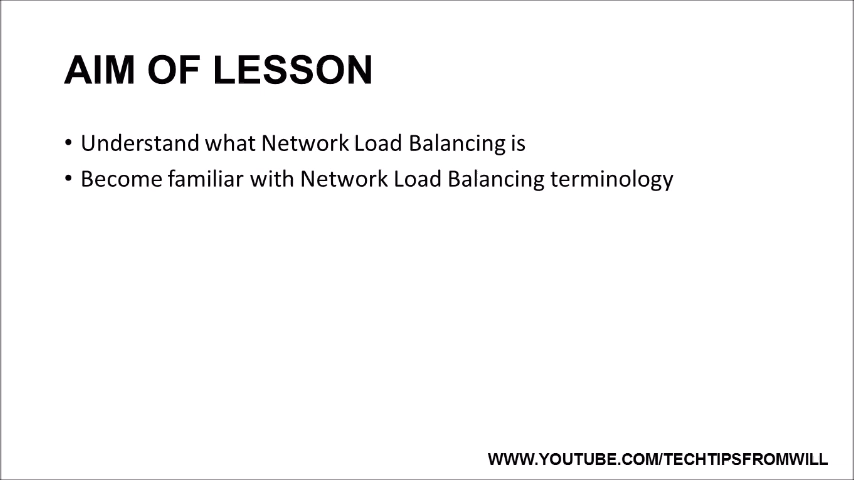 AIM OF LESSON
• Understand what Network Load Balancing is
• Become familiar with Network Load Balancing terminology
WWW.YOUTUBE.COM/TECHTIPSFROMWILL